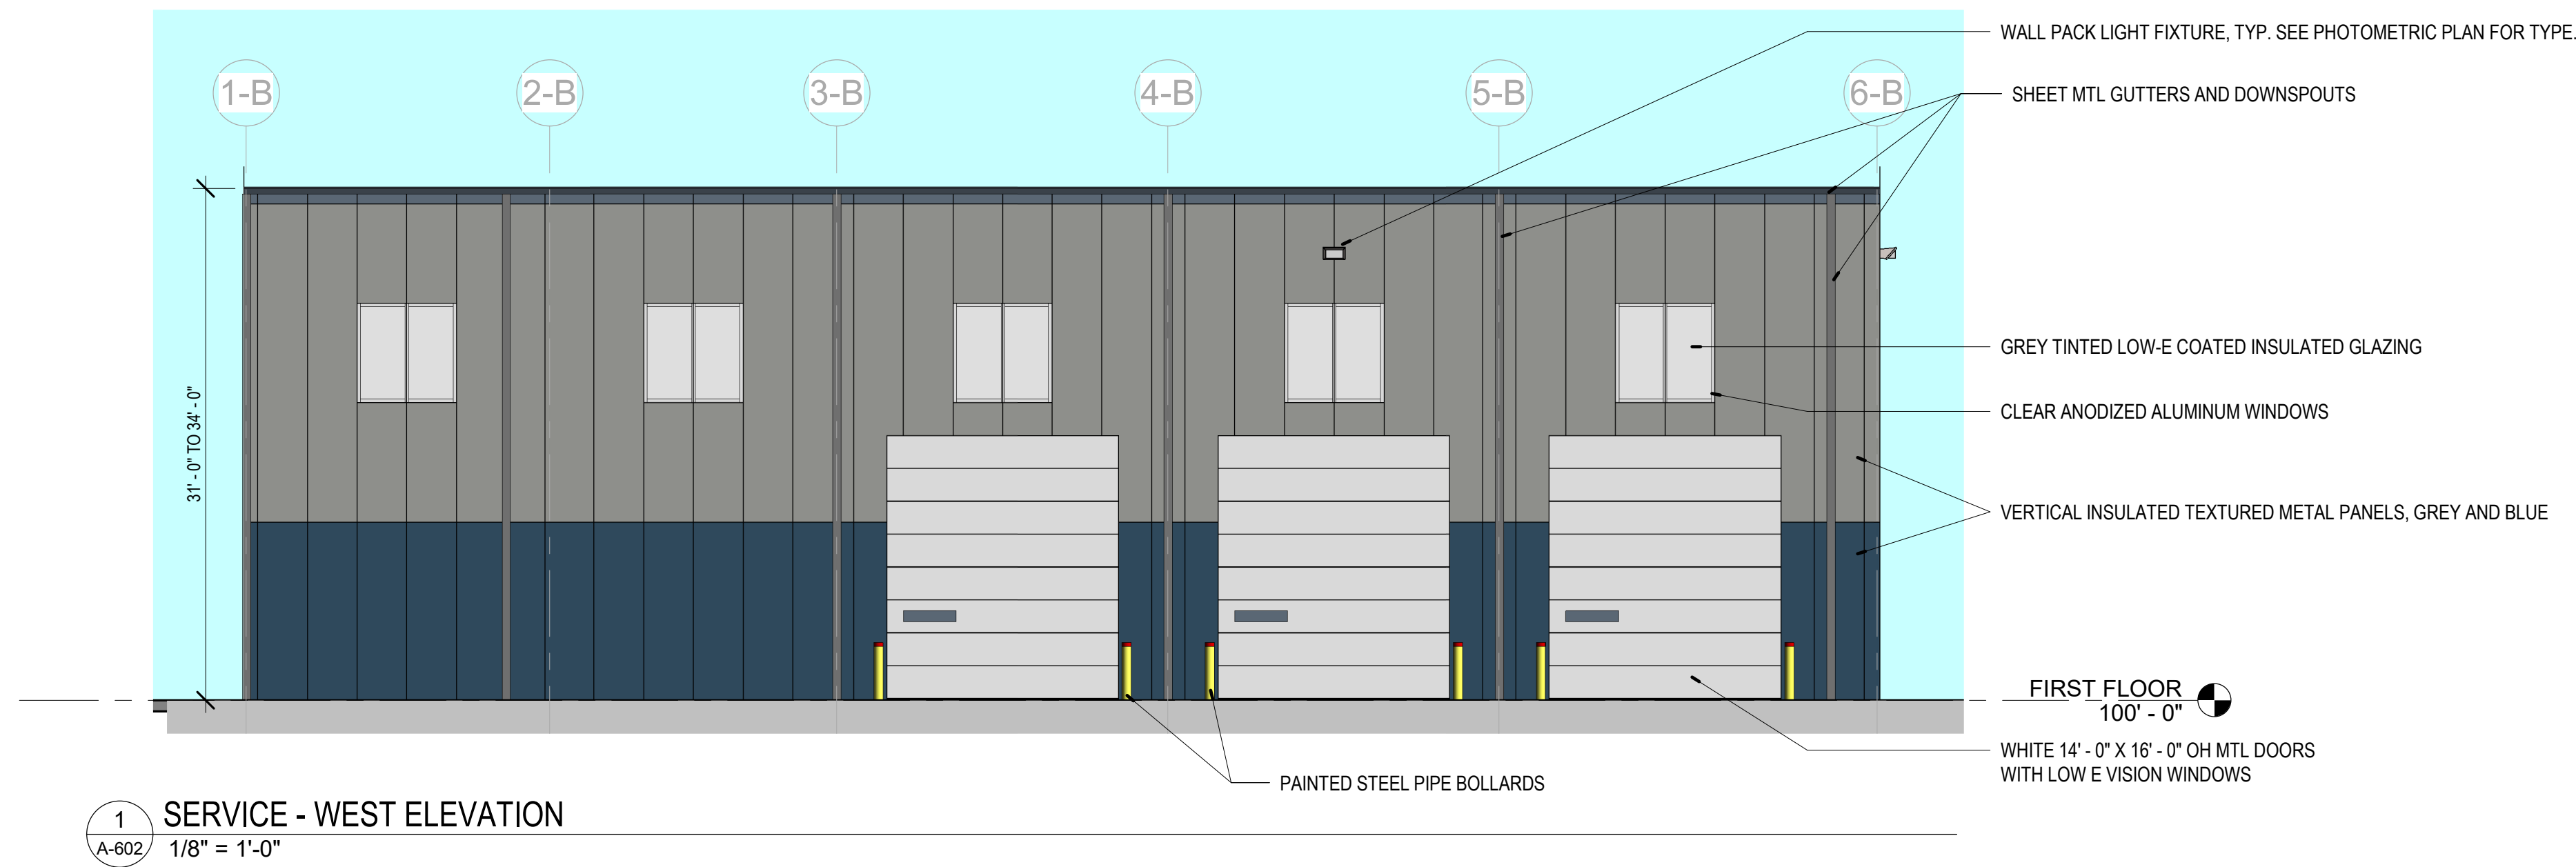 WALL PACK LIGHT FIXTURE, TYP. SEE PHOTOMETRIC PLAN FOR TYPE.
1-B
2-B
3-B
4-B
5-B
6-B
SHEET MTL GUTTERS AND DOWNSPOUTS
31' - 0" TO 34' - 0"
GREY TINTED LOW-E COATED INSULATED GLAZING
CLEAR ANODIZED ALUMINUM WINDOWS
VERTICAL INSULATED TEXTURED METAL PANELS, GREY AND BLUE
FIRST FLOOR
100' - 0"
WHITE 14' - 0" X 16' - 0" OH MTL DOORS
WITH LOW E VISION WINDOWS
PAINTED STEEL PIPE BOLLARDS
1
A-602
SERVICE - WEST ELEVATION
1/8" = 1'-0"